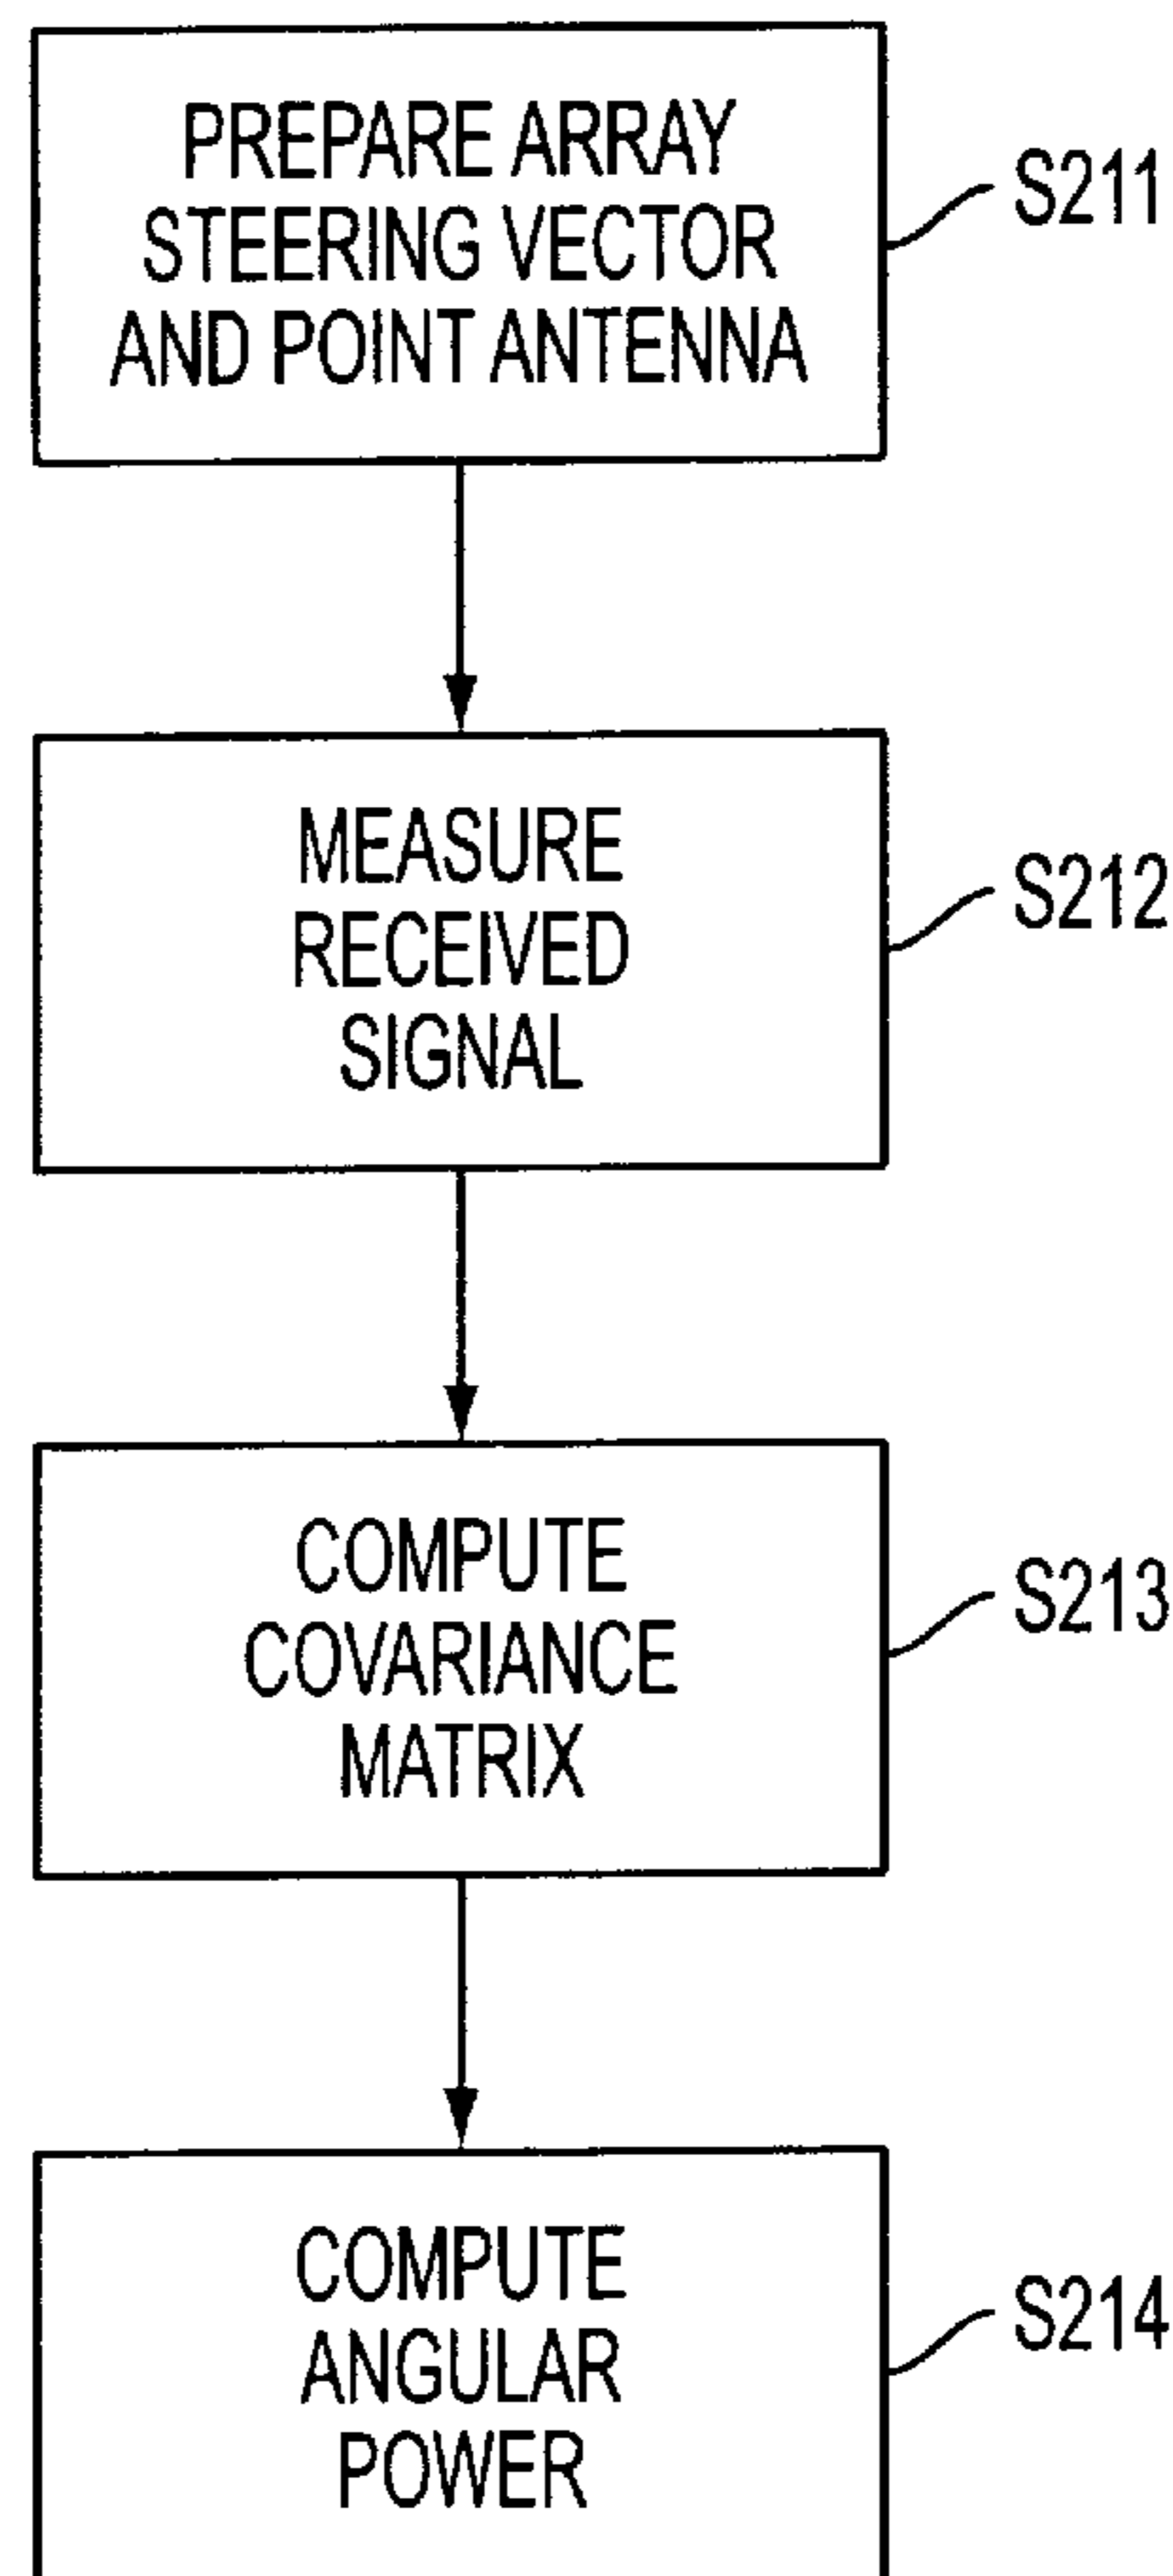 PREPARE ARRAY
STEERING VECTOR
AND POINT ANTENNA
S211
MEASURE
RECEIVED
SIGNAL
S212
COMPUTE
COVARIANCE
MATRIX
S213
COMPUTE
ANGULAR
POWER
S214